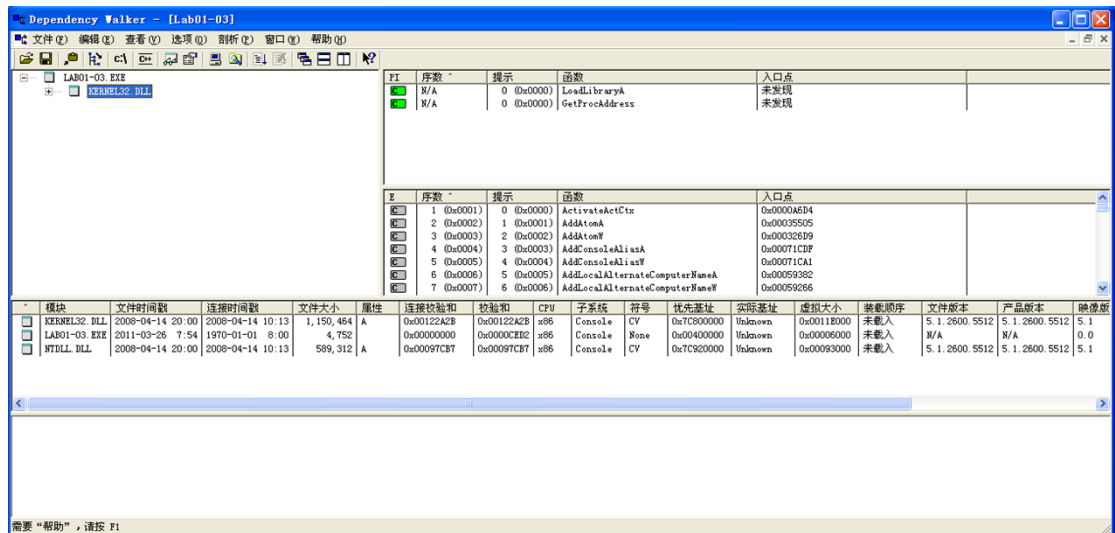 Dependency Walker - [Lab01-03]
文件(F) 编辑(E) 查看(V) 选项(O) 剖析(P) 窗口(W) 帮助(H)
C:\ C++
LAB01-03.EXE
KERNEL32.DLL
PI 序数 ^ 提示 函数 入口点
C N/A 0 (0x0000) LoadLibraryA 未发现
C N/A 0 (0x0000) GetProcAddress 未发现
E 序数 ^ 提示 函数 入口点
C 1 (0x0001) 0 (0x0000) ActivateActCtx 0x0000A6D4
C 2 (0x0002) 1 (0x0001) AddAtomA 0x00035505
C 3 (0x0003) 2 (0x0002) AddAtomW 0x000326D9
C 4 (0x0004) 3 (0x0003) AddConsoleAliasA 0x00071CDF
C 5 (0x0005) 4 (0x0004) AddConsoleAliasW 0x00071CA1
C 6 (0x0006) 5 (0x0005) AddLocalAlternateComputerNameA 0x00059382
C 7 (0x0007) 6 (0x0006) AddLocalAlternateComputerNameW 0x00059266
^ 模块 文件时间戳 连接时间戳 文件大小 属性 连接校验和 校验和 CPU 子系统 符号 优先基址 实际基址 虚拟大小 装载顺序 文件版本 产品版本 映像版
KERNEL32.DLL 2008-04-14 20:00 2008-04-14 10:13 1,150,464 A 0x00122A2B 0x00122A2B x86 Console CV 0x7C800000 Unknown 0x0011E000 未载入 5.1.2600.5512 5.1.2600.5512 5.1
LAB01-03.EXE 2011-03-26 7:54 1970-01-01 8:00 4,752 0x00000000 0x0000CED2 x86 Console None 0x00400000 Unknown 0x00006000 未载入 N/A N/A 0.0
NTDLL.DLL 2008-04-14 20:00 2008-04-14 10:13 589,312 A 0x00097CB7 0x00097CB7 x86 Console CV 0x7C920000 Unknown 0x00093000 未载入 5.1.2600.5512 5.1.2600.5512 5.1
需要“帮助”，请按 F1